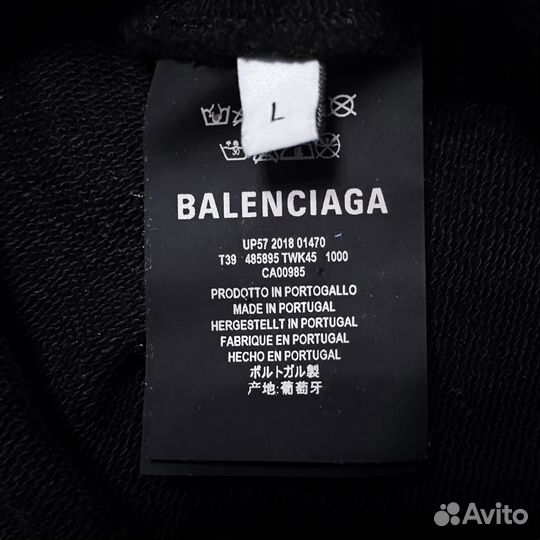 L
30
BALENCIAGA
UP57 2018 01470
T39 485895 TWK45 1000
CA00985
PRODOTTO IN PORTOGALLO
MADE IN PORTUGAL
HERGESTELLT IN PORTUGAL
FABRIQUE EN PORTUGAL
HECHO EN PORTUGAL
ポルトガル製
产地:葡萄牙
Avito